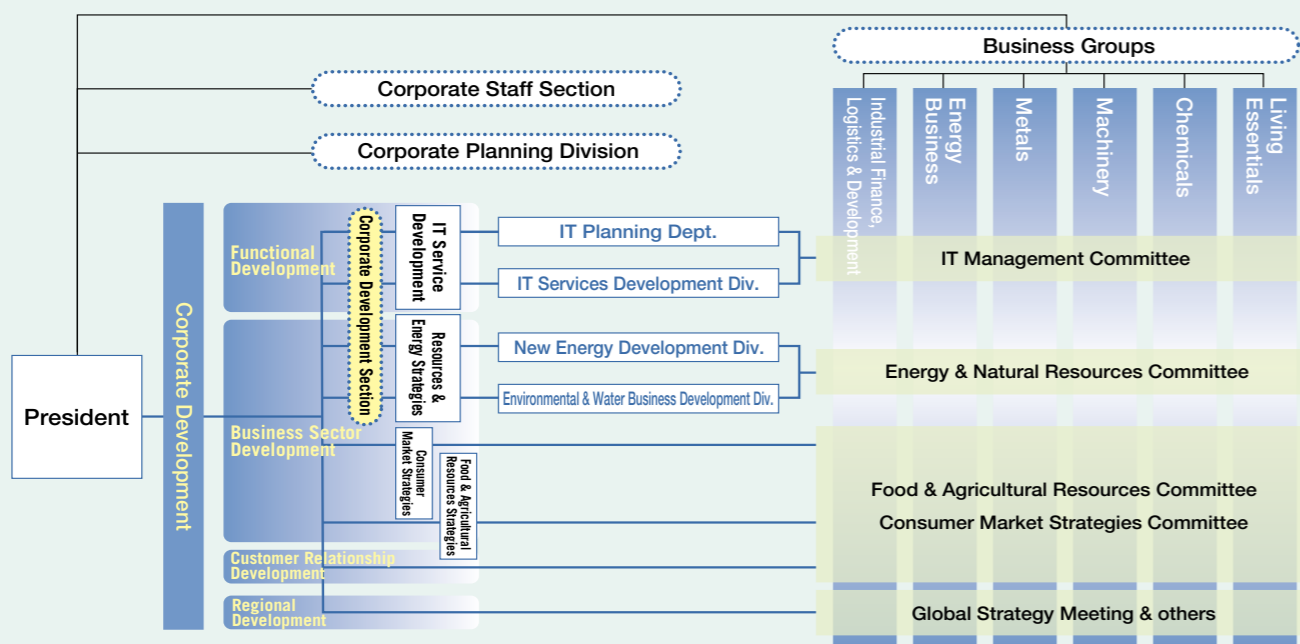 Business Groups
Corporate Staff Section
Corporate Planning Division
Industrial Finance,
Logistics & Development
Energy
Business
Metals
Machinery
Chemicals
Living
Essentials
President
Corporate Development
Functional
Development
Corporate Development Section
IT Service
Development
IT Planning Dept.
IT Services Development Div.
IT Management Committee
Business Sector
Development
Resources &
Energy Strategies
New Energy Development Div.
Environmental & Water Business Development Div.
Energy & Natural Resources Committee
Consumer
Market Strategies
Food & Agricultural
Resources Strategies
Food & Agricultural Resources Committee
Consumer Market Strategies Committee
Customer Relationship
Development
Regional
Development
Global Strategy Meeting & others